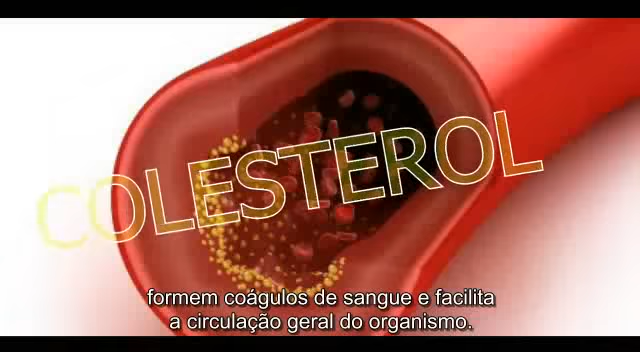 COLESTEROL
formem coágulos de sangue e facilita
a circulação geral do organismo.